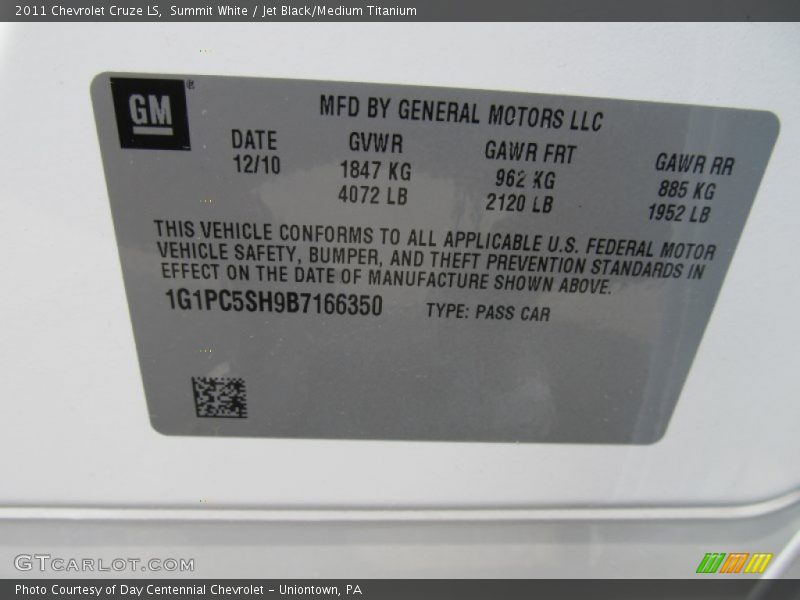 2011 Chevrolet Cruze LS,  Summit White / Jet Black/Medium Titanium
GM ®
MFD BY GENERAL MOTORS LLC
DATE GVWR GAWR FRT GAWR RR
12/10 1847 KG 962 KG 885 KG
4072 LB 2120 LB 1952 LB
THIS VEHICLE CONFORMS TO ALL APPLICABLE U.S. FEDERAL MOTOR
VEHICLE SAFETY, BUMPER, AND THEFT PREVENTION STANDARDS IN
EFFECT ON THE DATE OF MANUFACTURE SHOWN ABOVE.
1G1PC5SH9B7166350 TYPE: PASS CAR
GTCARLOT.COM
Photo Courtesy of Day Centennial Chevrolet - Uniontown, PA